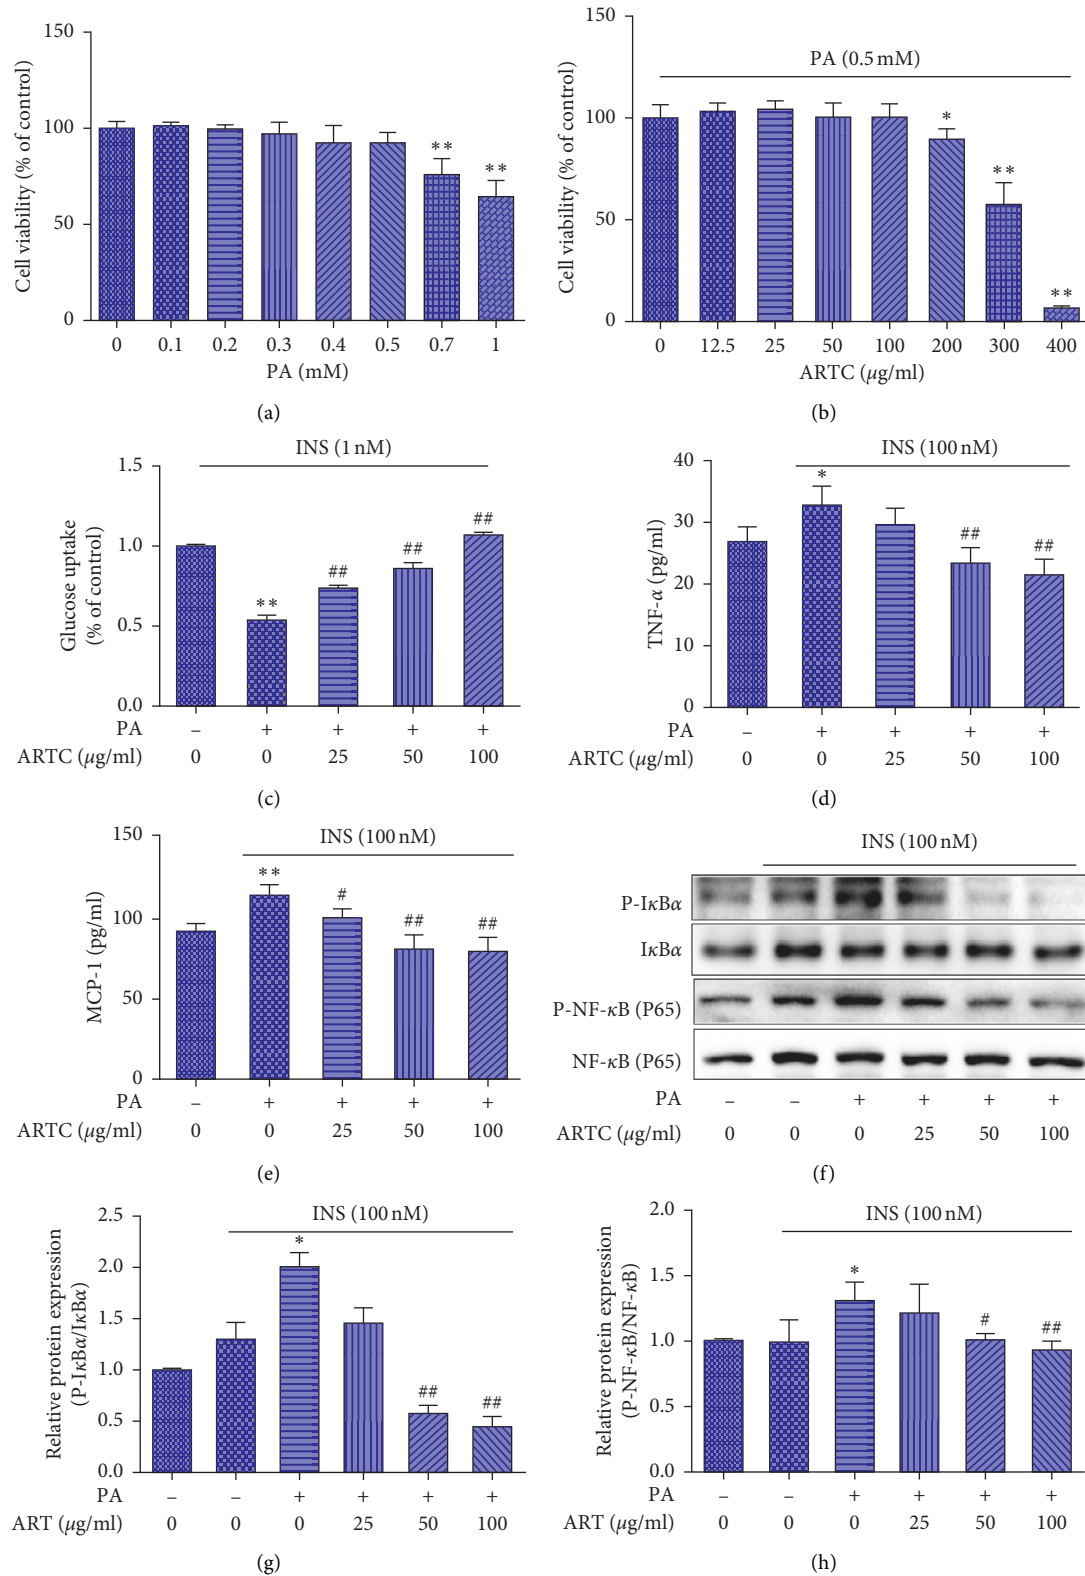 150
100
50
0
Cell viability (% of control)
**
**
0 0.1 0.2 0.3 0.4 0.5 0.7 1
PA (mM)
(a)
150
100
50
0
Cell viability (% of control)
PA (0.5 mM)
*
**
**
0 12.5 25 50 100 200 300 400
ARTC (μg/ml)
(b)
INS (1 nM)
1.5
1.0
0.5
0.0
Glucose uptake
(% of control)
**
##
##
##
PA – + + + +
ARTC (μg/ml) 0 0 25 50 100
(c)
INS (100 nM)
40
30
20
10
0
TNF-α (pg/ml)
*
##
##
PA – + + + +
ARTC (μg/ml) 0 0 25 50 100
(d)
INS (100 nM)
150
100
50
0
MCP-1 (pg/ml)
**
#
##
##
PA – + + + +
ARTC (μg/ml) 0 0 25 50 100
(e)
INS (100 nM)
P-IκBα
IκBα
P-NF-κB (P65)
NF-κB (P65)
PA – – + + + +
ARTC (μg/ml) 0 0 0 25 50 100
(f)
INS (100 nM)
2.5
2.0
1.5
1.0
0.5
0.0
Relative protein expression
(P-IκBα/IκBα)
*
##
##
PA – – + + + +
ART (μg/ml) 0 0 0 25 50 100
(g)
INS (100 nM)
2.0
1.5
1.0
0.5
0.0
Relative protein expression
(P-NF-κB/NF-κB)
*
#
##
PA – – + + + +
ART (μg/ml) 0 0 0 25 50 100
(h)